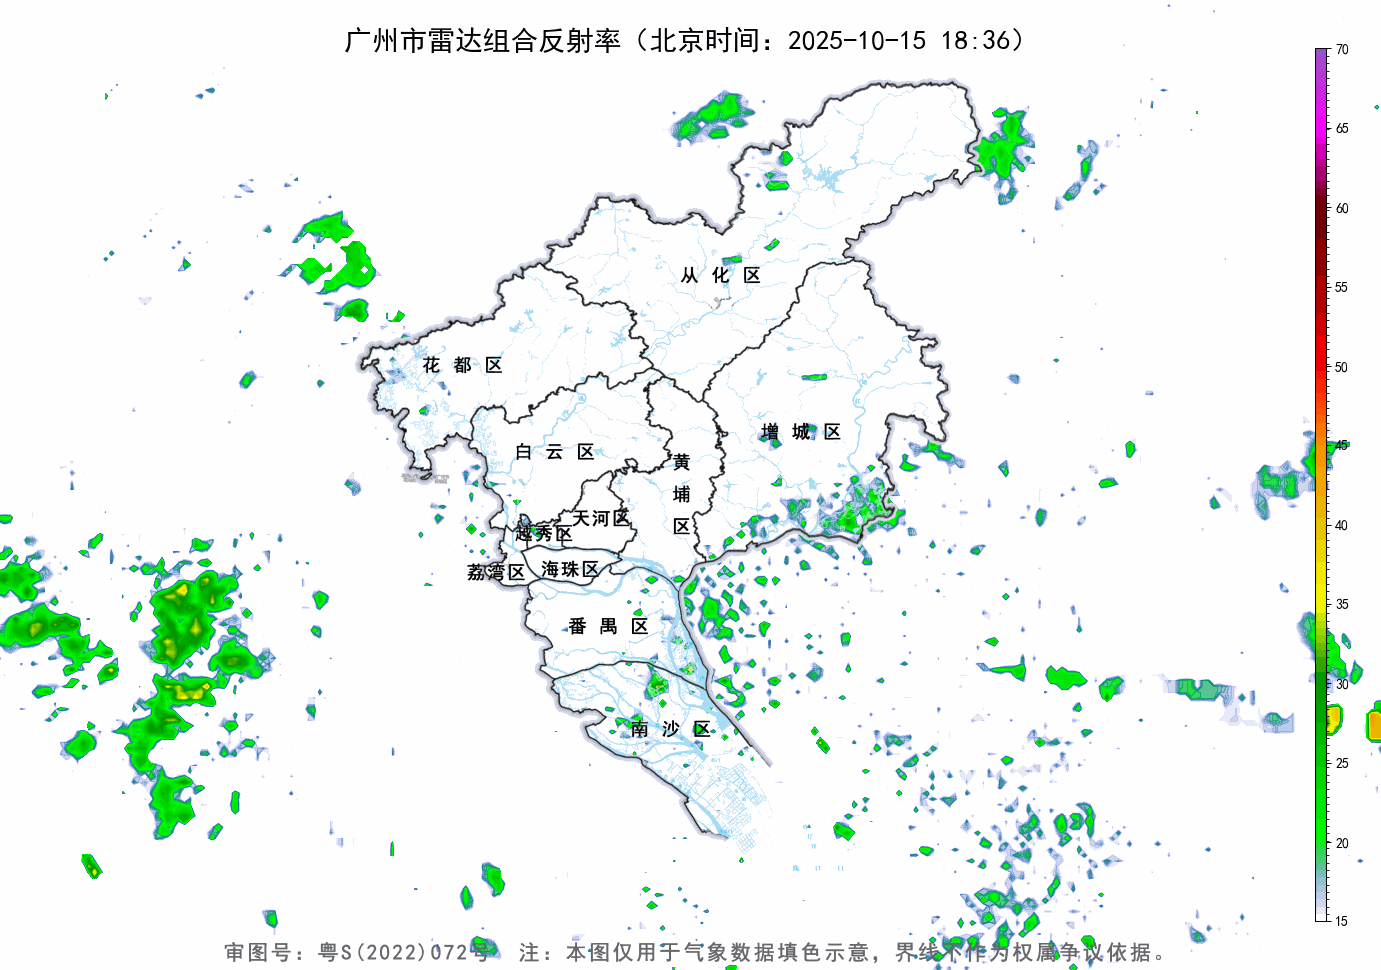 广州市雷达组合反射率（北京时间：2025-10-15 18:36）
70
65
60
55
50
45
40
35
30
25
20
15
从化区
花都区
增城区
白云区
黄埔区
天河区
越秀区
荔湾区
海珠区
番禺区
南沙区
审图号：粤S(2022)072号 注：本图仅用于气象数据填色示意，界线不作为权属争议依据。